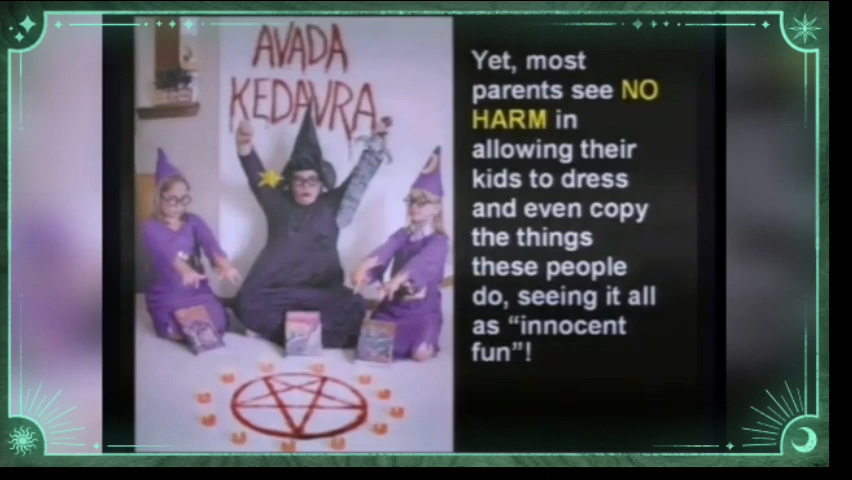 AVADA
KEDAVRA
Yet, most
parents see NO
HARM in
allowing their
kids to dress
and even copy
the things
these people
do, seeing it all
as “innocent
fun”!